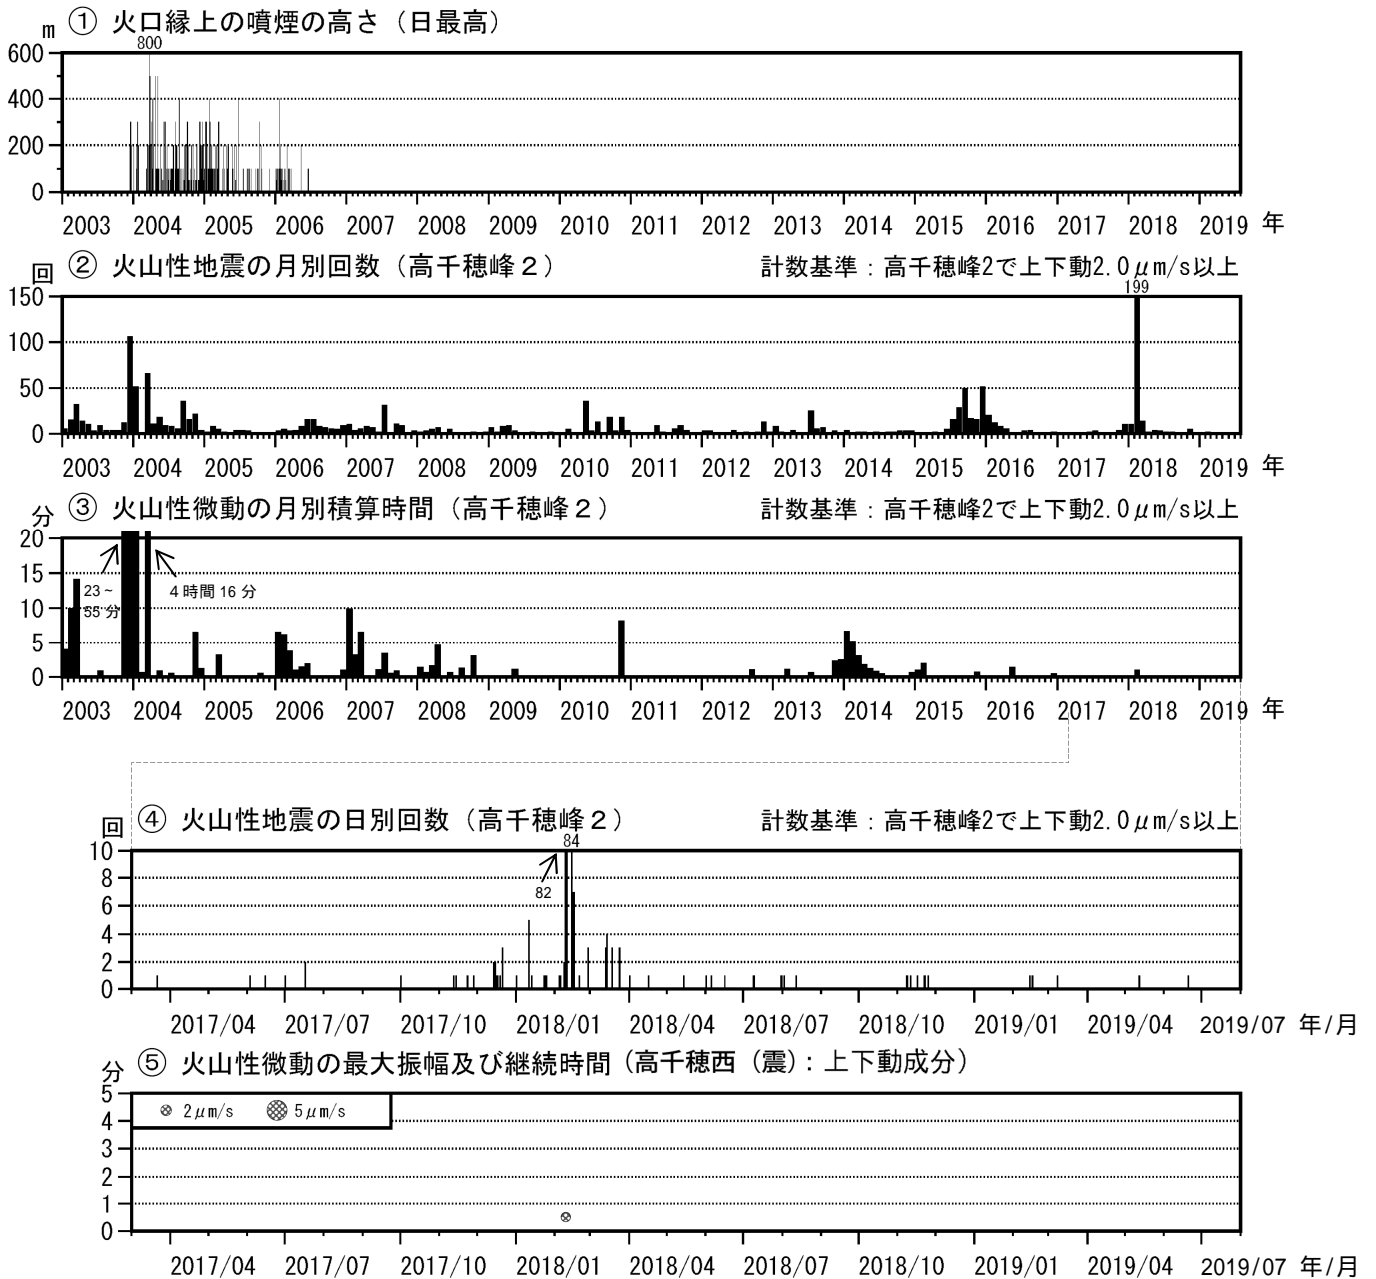 m ① 火口縁上の噴煙の高さ（日最高）
800
600
400
200
0
2003 2004 2005 2006 2007 2008 2009 2010 2011 2012 2013 2014 2015 2016 2017 2018 2019 年
回 ② 火山性地震の月別回数（高千穂峰２） 計数基準：高千穂峰2で上下動2.0μm/s以上
199
150
100
50
0
2003 2004 2005 2006 2007 2008 2009 2010 2011 2012 2013 2014 2015 2016 2017 2018 2019 年
分 ③ 火山性微動の月別積算時間（高千穂峰２） 計数基準：高千穂峰2で上下動2.0μm/s以上
20
15
23~ 4時間16分
55分
10
5
0
2003 2004 2005 2006 2007 2008 2009 2010 2011 2012 2013 2014 2015 2016 2017 2018 2019 年
回 ④ 火山性地震の日別回数（高千穂峰２） 計数基準：高千穂峰2で上下動2.0μm/s以上
84
10
8
82
6
4
2
0
2017/04 2017/07 2017/10 2018/01 2018/04 2018/07 2018/10 2019/01 2019/04 2019/07 年/月
分 ⑤ 火山性微動の最大振幅及び継続時間（高千穂西（震）：上下動成分）
5
2μm/s 5μm/s
4
3
2
1
0
2017/04 2017/07 2017/10 2018/01 2018/04 2018/07 2018/10 2019/01 2019/04 2019/07 年/月